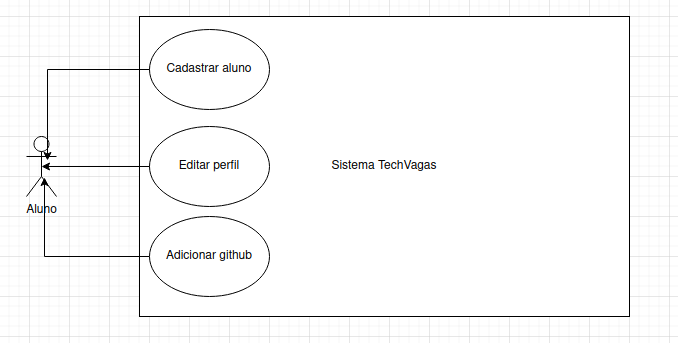 Cadastrar aluno
Editar perfil
Sistema TechVagas
Aluno
Adicionar github